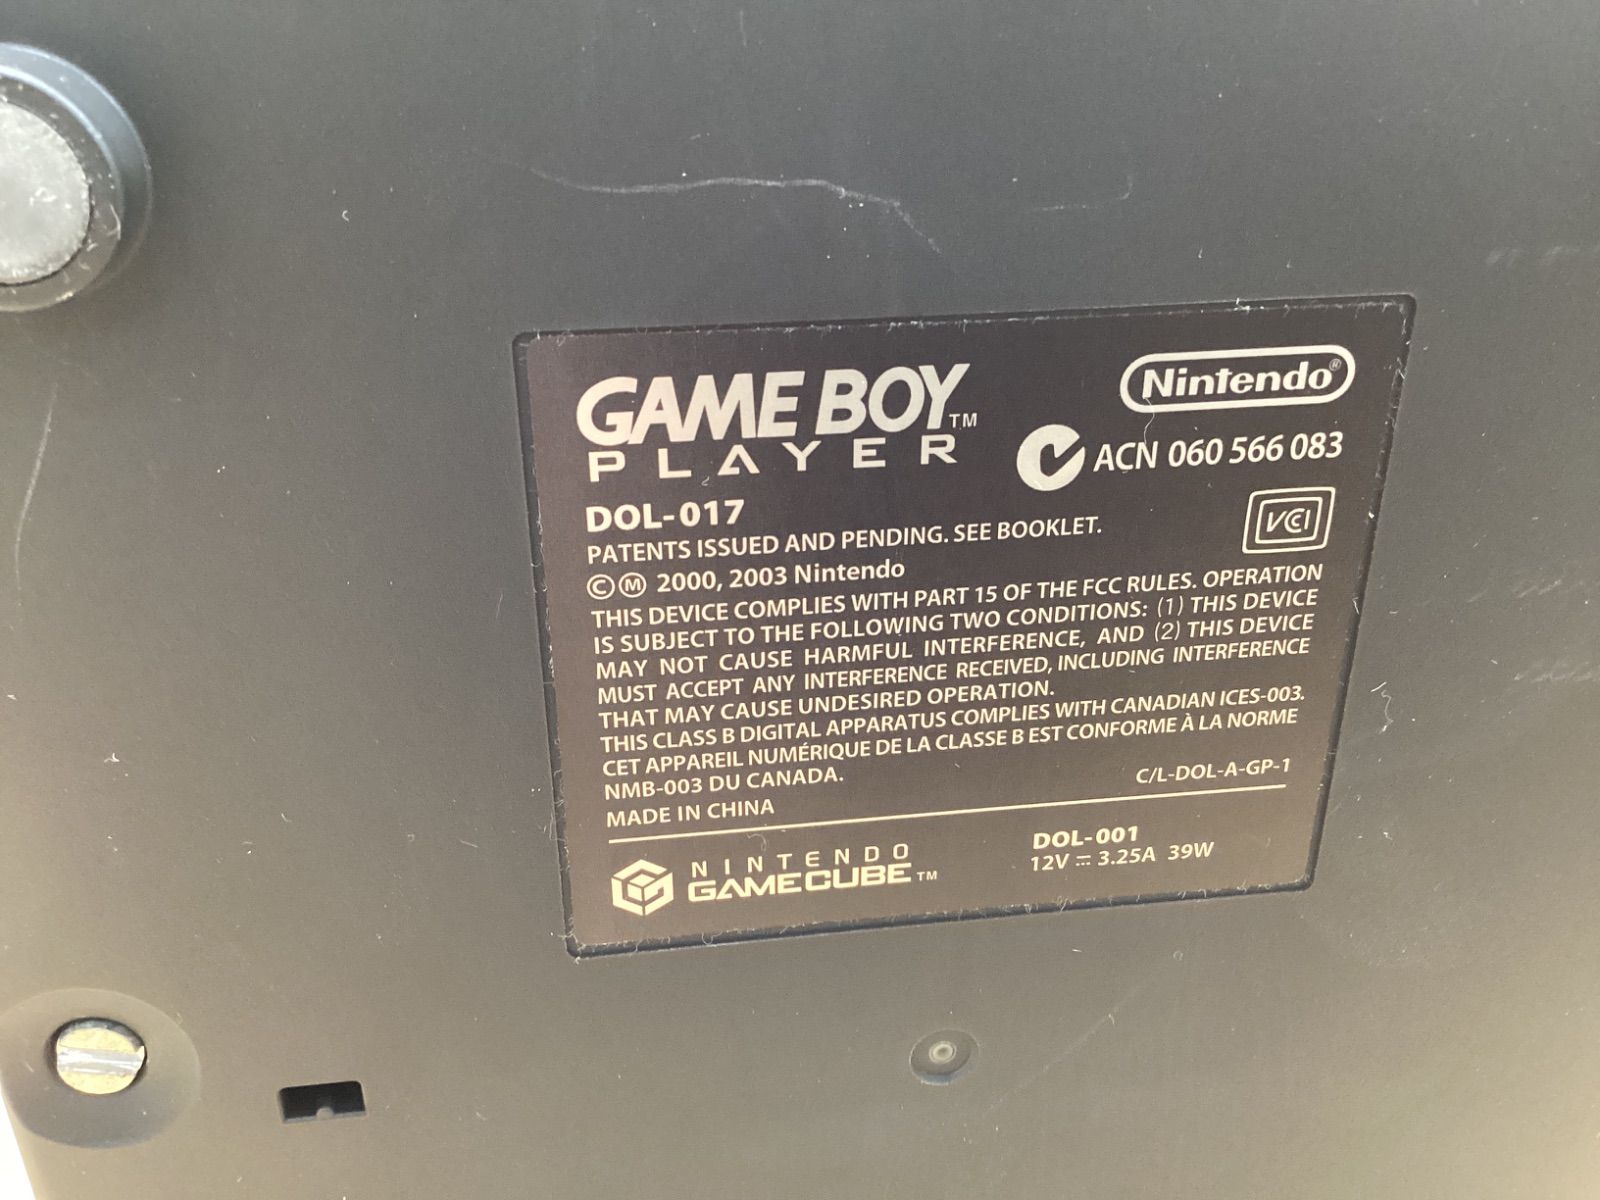 GAME BOY™
PLAYER
Nintendo®
ACN 060 566 083
DOL-017
VCI
PATENTS ISSUED AND PENDING. SEE BOOKLET.
©Ⓜ 2000, 2003 Nintendo
THIS DEVICE COMPLIES WITH PART 15 OF THE FCC RULES. OPERATION
IS SUBJECT TO THE FOLLOWING TWO CONDITIONS: (1) THIS DEVICE
MAY NOT CAUSE HARMFUL INTERFERENCE, AND (2) THIS DEVICE
MUST ACCEPT ANY INTERFERENCE RECEIVED, INCLUDING INTERFERENCE
THAT MAY CAUSE UNDESIRED OPERATION.
THIS CLASS B DIGITAL APPARATUS COMPLIES WITH CANADIAN ICES-003.
CET APPAREIL NUMÉRIQUE DE LA CLASSE B EST CONFORME À LA NORME
NMB-003 DU CANADA.
C/L-DOL-A-GP-1
MADE IN CHINA
NINTENDO
GAMECUBE™
DOL-001
12V ⎓ 3.25A 39W